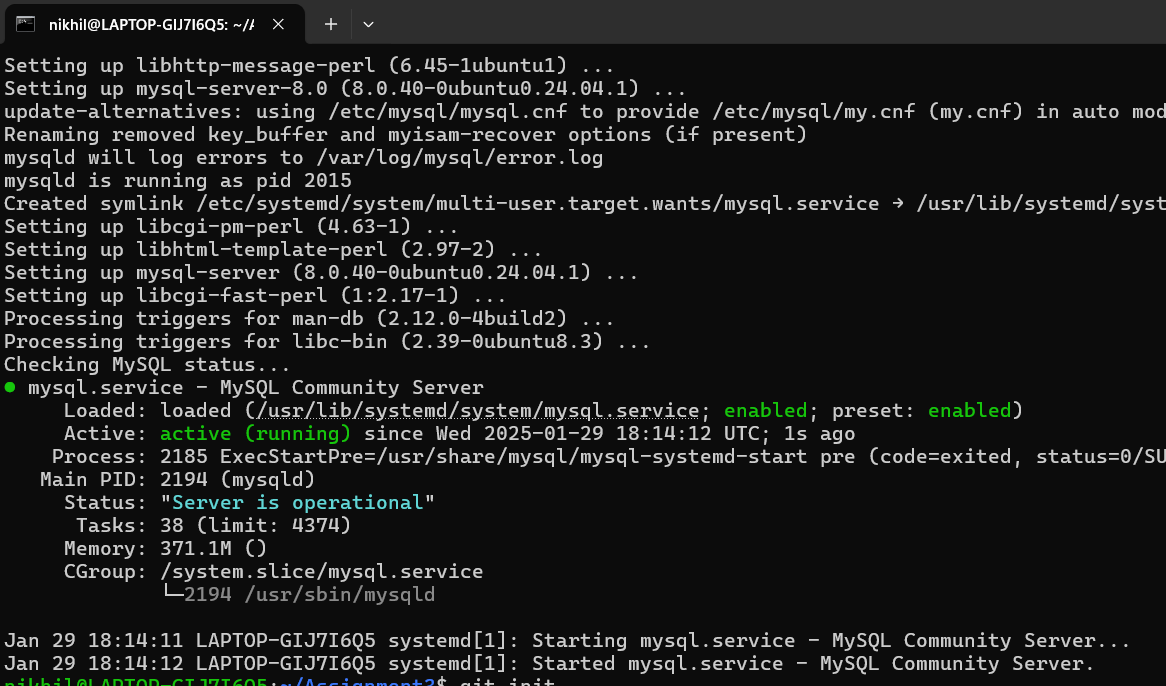 nikhil@LAPTOP-GIJ7I6Q5: ~/A
Setting up libhttp-message-perl (6.45-1ubuntu1) ...
Setting up mysql-server-8.0 (8.0.40-0ubuntu0.24.04.1) ...
update-alternatives: using /etc/mysql/mysql.cnf to provide /etc/mysql/my.cnf (my.cnf) in auto mod
Renaming removed key_buffer and myisam-recover options (if present)
mysqld will log errors to /var/log/mysql/error.log
mysqld is running as pid 2015
Created symlink /etc/systemd/system/multi-user.target.wants/mysql.service → /usr/lib/systemd/syst
Setting up libcgi-pm-perl (4.63-1) ...
Setting up libhtml-template-perl (2.97-2) ...
Setting up mysql-server (8.0.40-0ubuntu0.24.04.1) ...
Setting up libcgi-fast-perl (1:2.17-1) ...
Processing triggers for man-db (2.12.0-4build2) ...
Processing triggers for libc-bin (2.39-0ubuntu8.3) ...
Checking MySQL status...
● mysql.service - MySQL Community Server
     Loaded: loaded (/usr/lib/systemd/system/mysql.service; enabled; preset: enabled)
     Active: active (running) since Wed 2025-01-29 18:14:12 UTC; 1s ago
    Process: 2185 ExecStartPre=/usr/share/mysql/mysql-systemd-start pre (code=exited, status=0/SU
   Main PID: 2194 (mysqld)
     Status: "Server is operational"
      Tasks: 38 (limit: 4374)
     Memory: 371.1M ()
     CGroup: /system.slice/mysql.service
             └─2194 /usr/sbin/mysqld
Jan 29 18:14:11 LAPTOP-GIJ7I6Q5 systemd[1]: Starting mysql.service - MySQL Community Server...
Jan 29 18:14:12 LAPTOP-GIJ7I6Q5 systemd[1]: Started mysql.service - MySQL Community Server.
nikhil@LAPTOP-GIJ7I6Q5:~/Assignment3$ git init